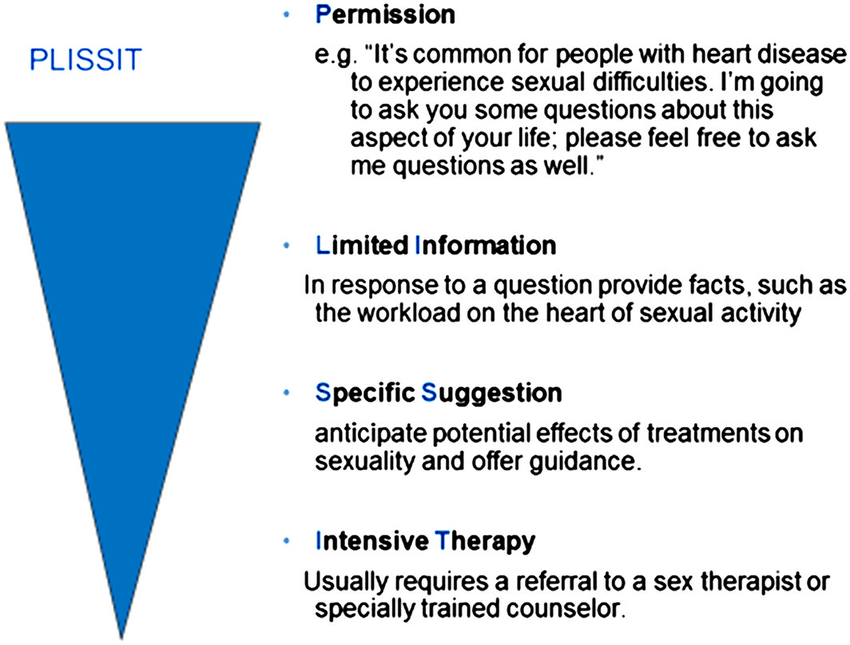 PLISSIT
• Permission
e.g. “It's common for people with heart disease
to experience sexual difficulties. I'm going
to ask you some questions about this
aspect of your life; please feel free to ask
me questions as well.”
• Limited Information
In response to a question provide facts, such as
the workload on the heart of sexual activity
• Specific Suggestion
anticipate potential effects of treatments on
sexuality and offer guidance.
• Intensive Therapy
Usually requires a referral to a sex therapist or
specially trained counselor.